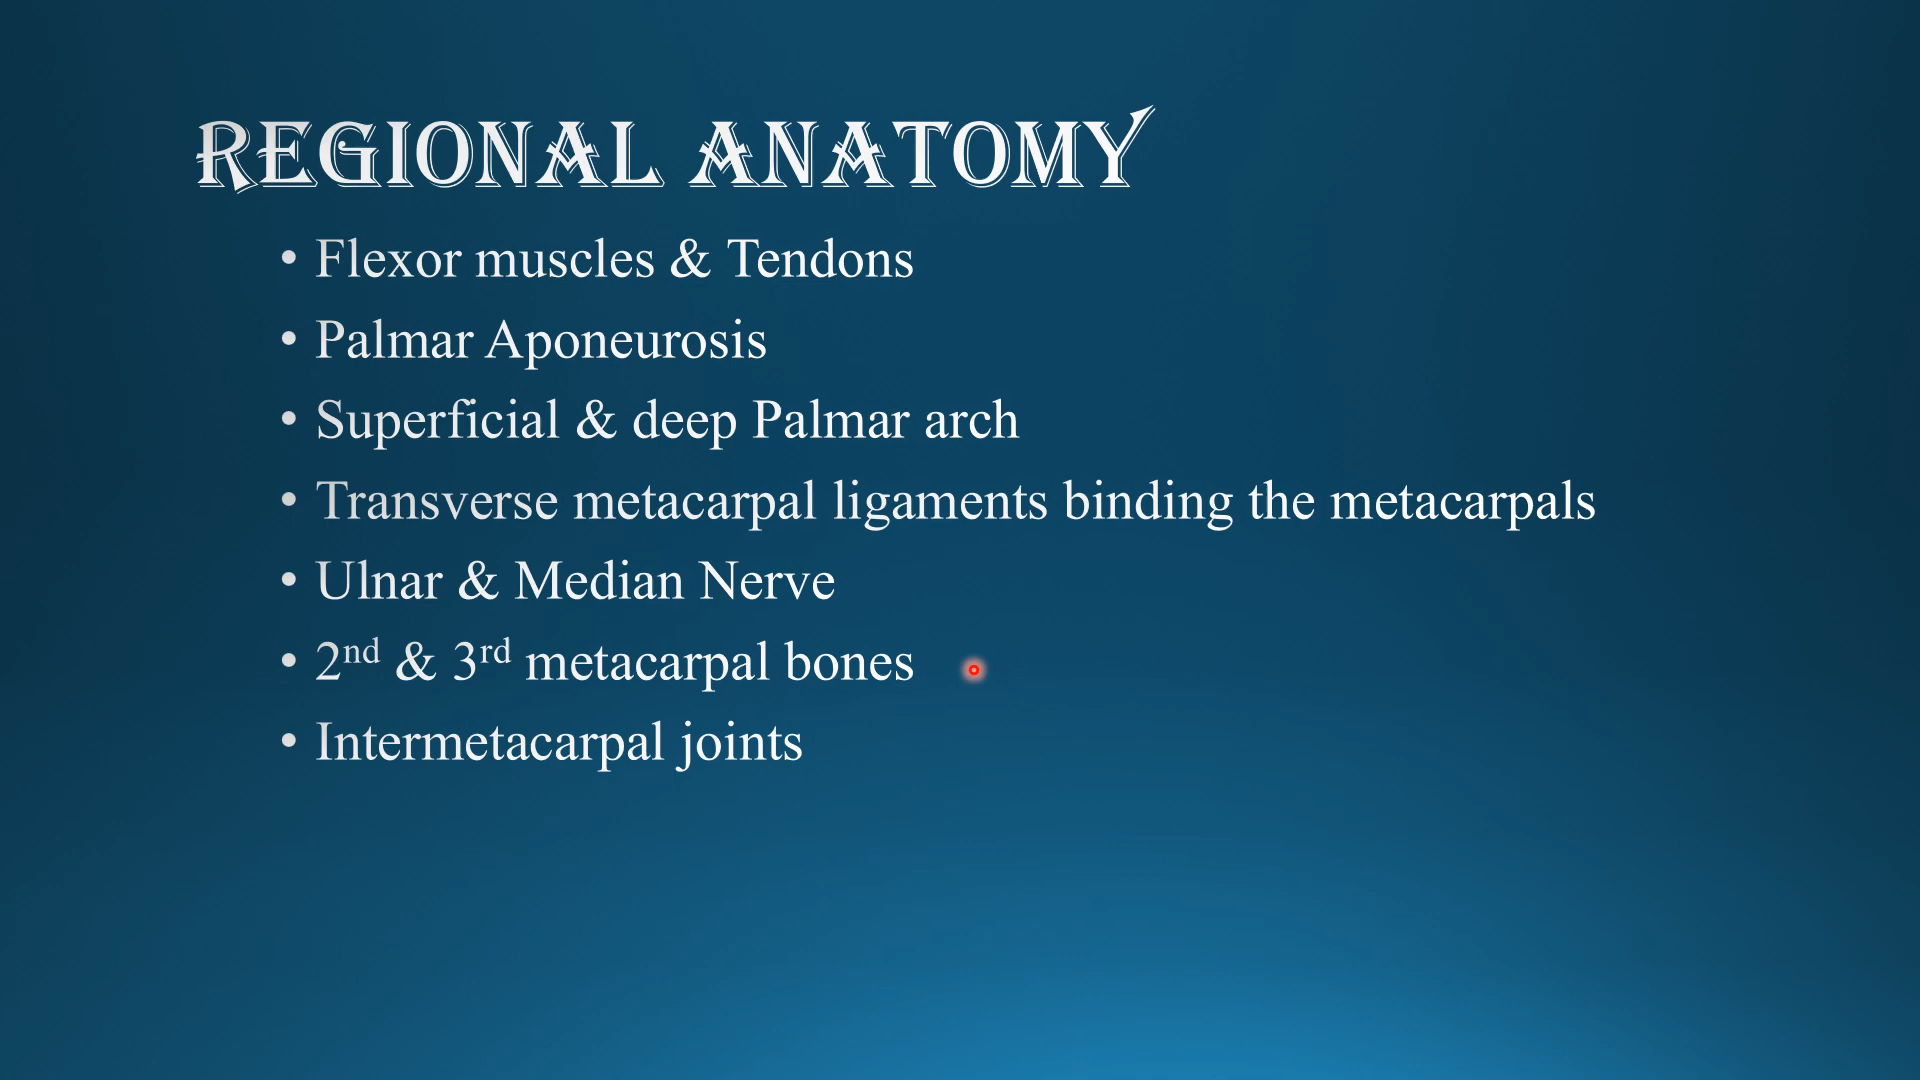 REGIONAL ANATOMY
• Flexor muscles & Tendons
• Palmar Aponeurosis
• Superficial & deep Palmar arch
• Transverse metacarpal ligaments binding the metacarpals
• Ulnar & Median Nerve
• 2nd & 3rd metacarpal bones
• Intermetacarpal joints